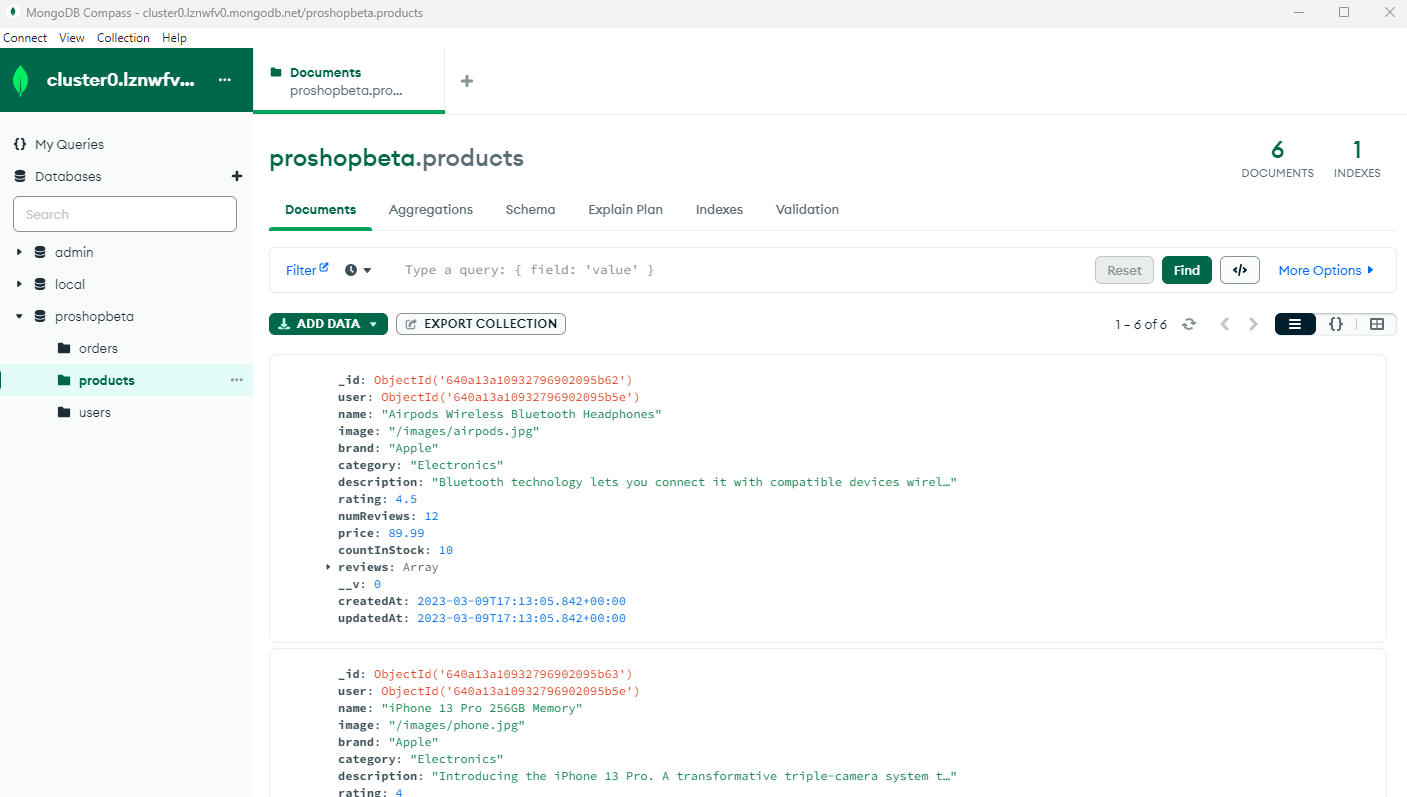 MongoDB Compass - cluster0.lznwfv0.mongodb.net/proshopbeta.products
Connect View Collection Help
cluster0.lznwfv... ...
Documents
proshopbeta.pro...
+
{} My Queries
Databases +
Search
admin
local
proshopbeta
orders
products ...
users
proshopbeta.products
6
DOCUMENTS
1
INDEXES
Documents Aggregations Schema Explain Plan Indexes Validation
Filter Type a query: { field: 'value' } Reset Find </> More Options
ADD DATA EXPORT COLLECTION 1 – 6 of 6 {}
_id: ObjectId('640a13a10932796902095b62')
user: ObjectId('640a13a10932796902095b5e')
name: "Airpods Wireless Bluetooth Headphones"
image: "/images/airpods.jpg"
brand: "Apple"
category: "Electronics"
description: "Bluetooth technology lets you connect it with compatible devices wirel…"
rating: 4.5
numReviews: 12
price: 89.99
countInStock: 10
reviews: Array
__v: 0
createdAt: 2023-03-09T17:13:05.842+00:00
updatedAt: 2023-03-09T17:13:05.842+00:00
_id: ObjectId('640a13a10932796902095b63')
user: ObjectId('640a13a10932796902095b5e')
name: "iPhone 13 Pro 256GB Memory"
image: "/images/phone.jpg"
brand: "Apple"
category: "Electronics"
description: "Introducing the iPhone 13 Pro. A transformative triple-camera system t…"
rating: 4